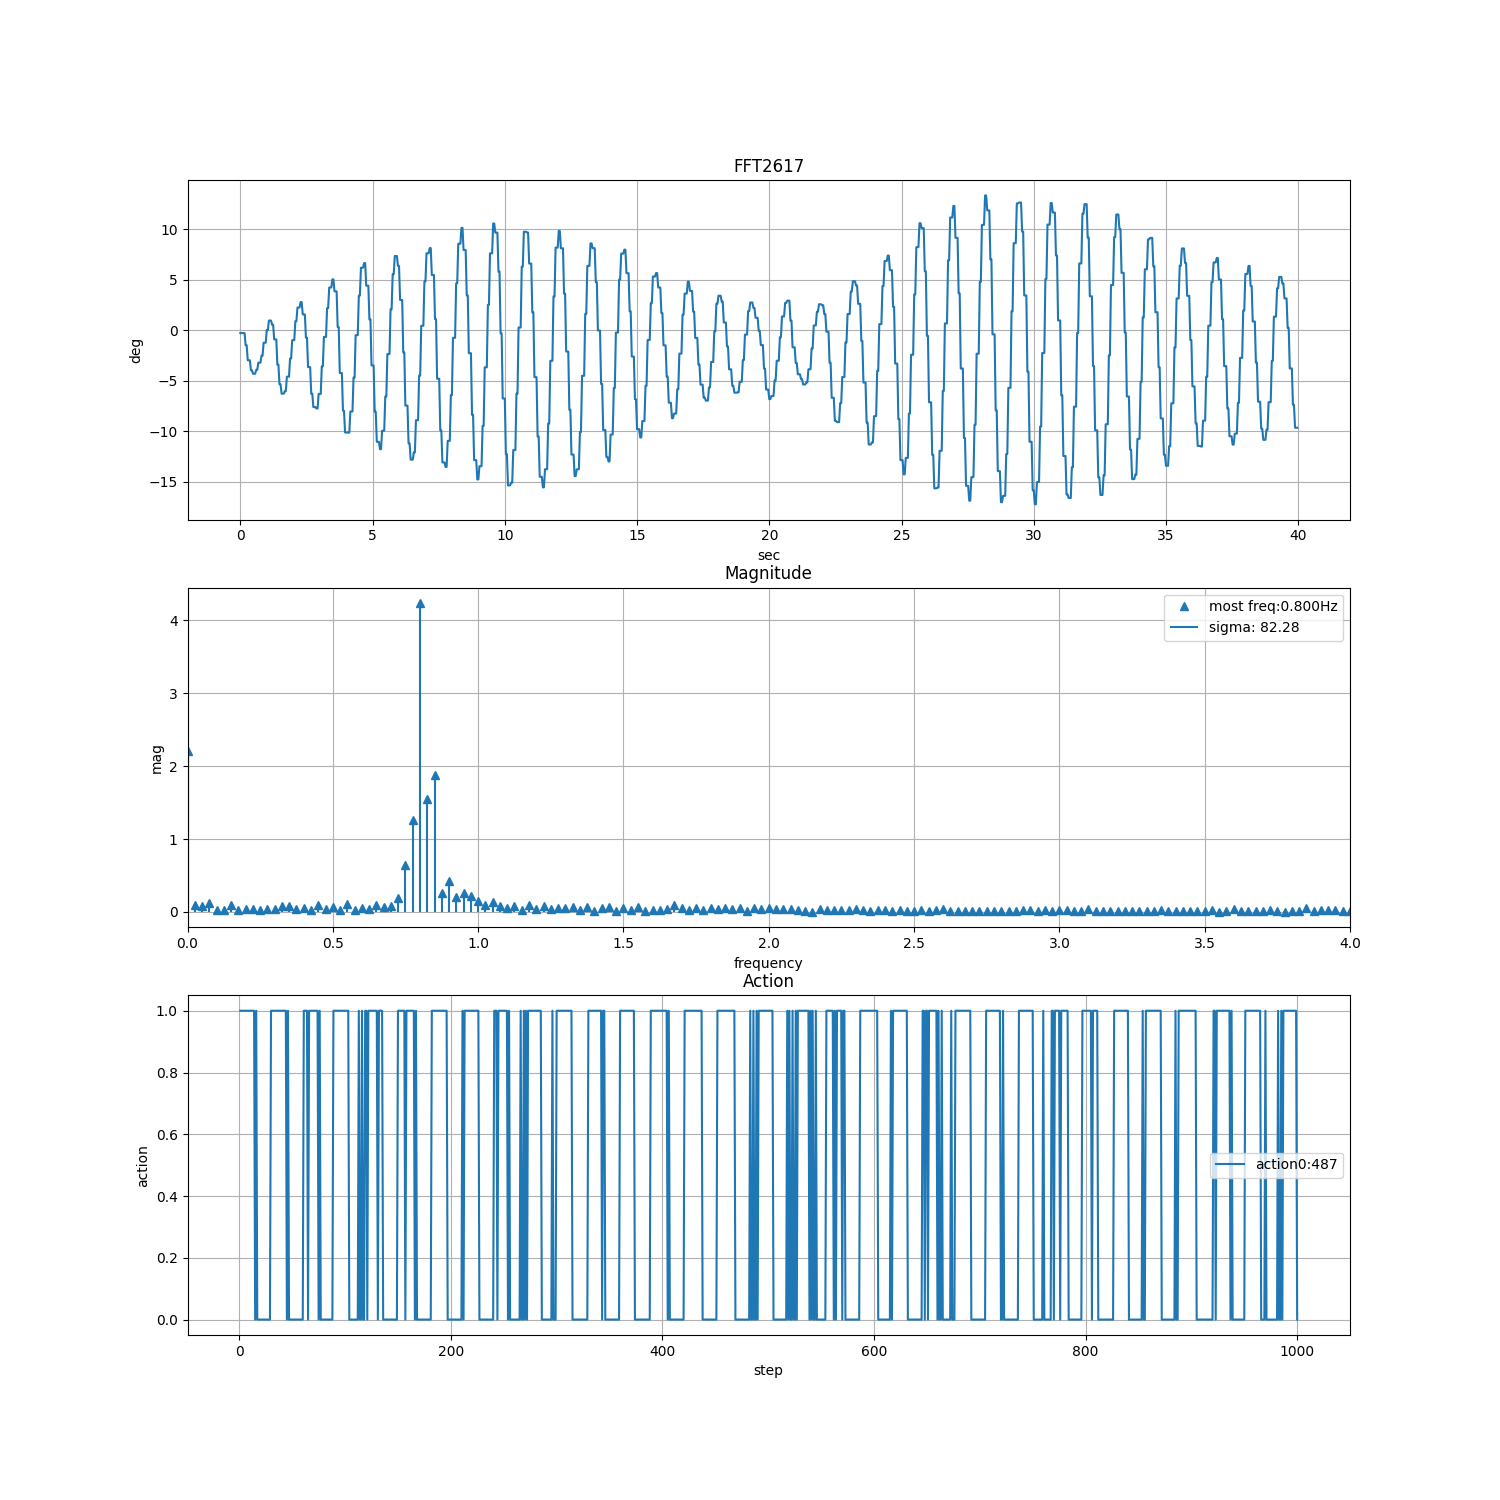 FFT2617
10
5
0
−5
−10
−15
deg
0 5 10 15 20 25 30 35 40
sec
Magnitude
4
3
2
1
0
mag
most freq:0.800Hz
sigma: 82.28
0.0 0.5 1.0 1.5 2.0 2.5 3.0 3.5 4.0
frequency
Action
1.0
0.8
0.6
0.4
0.2
0.0
action
action0:487
0 200 400 600 800 1000
step